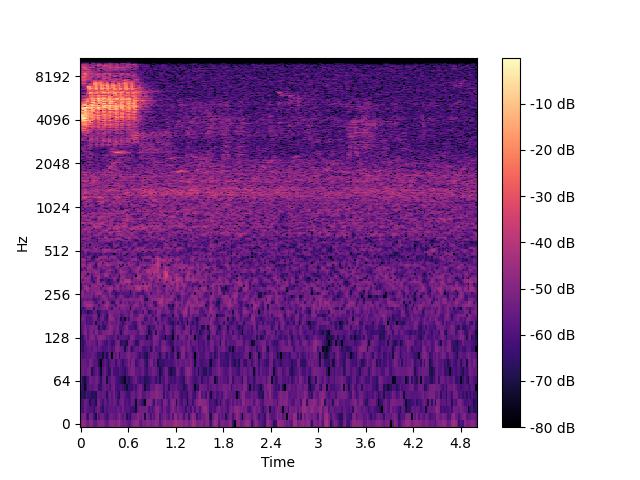 8192
4096
2048
1024
512
256
128
64
0
Hz
0 0.6 1.2 1.8 2.4 3 3.6 4.2 4.8
Time
-10 dB
-20 dB
-30 dB
-40 dB
-50 dB
-60 dB
-70 dB
-80 dB